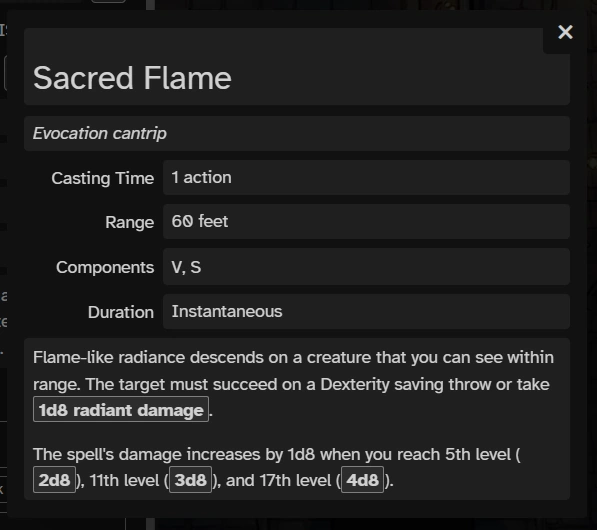 Sacred Flame
Evocation cantrip
Casting Time 1 action
Range 60 feet
Components V, S
Duration Instantaneous
Flame-like radiance descends on a creature that you can see within
range. The target must succeed on a Dexterity saving throw or take
1d8 radiant damage.
The spell's damage increases by 1d8 when you reach 5th level (
2d8), 11th level (3d8), and 17th level (4d8).